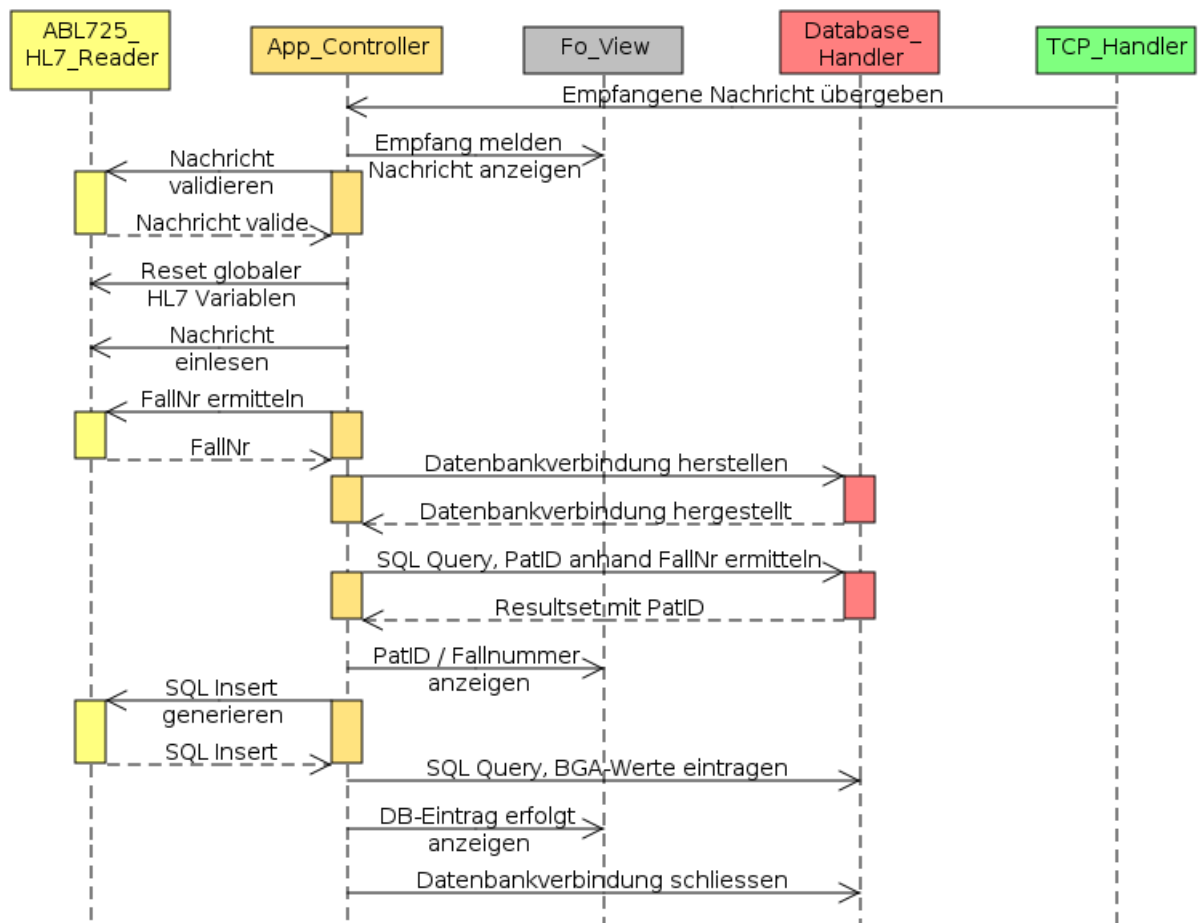 ABL725_
HL7_Reader
App_Controller
Fo_View
Database_
Handler
TCP_Handler
Empfangene Nachricht übergeben
Empfang melden
Nachricht anzeigen
Nachricht
validieren
Nachricht valide
Reset globaler
HL7 Variablen
Nachricht
einlesen
FallNr ermitteln
FallNr
Datenbankverbindung herstellen
Datenbankverbindung hergestellt
SQL Query, PatID anhand FallNr ermitteln
Resultset mit PatID
PatID / Fallnummer
anzeigen
SQL Insert
generieren
SQL Insert
SQL Query, BGA-Werte eintragen
DB-Eintrag erfolgt
anzeigen
Datenbankverbindung schliessen